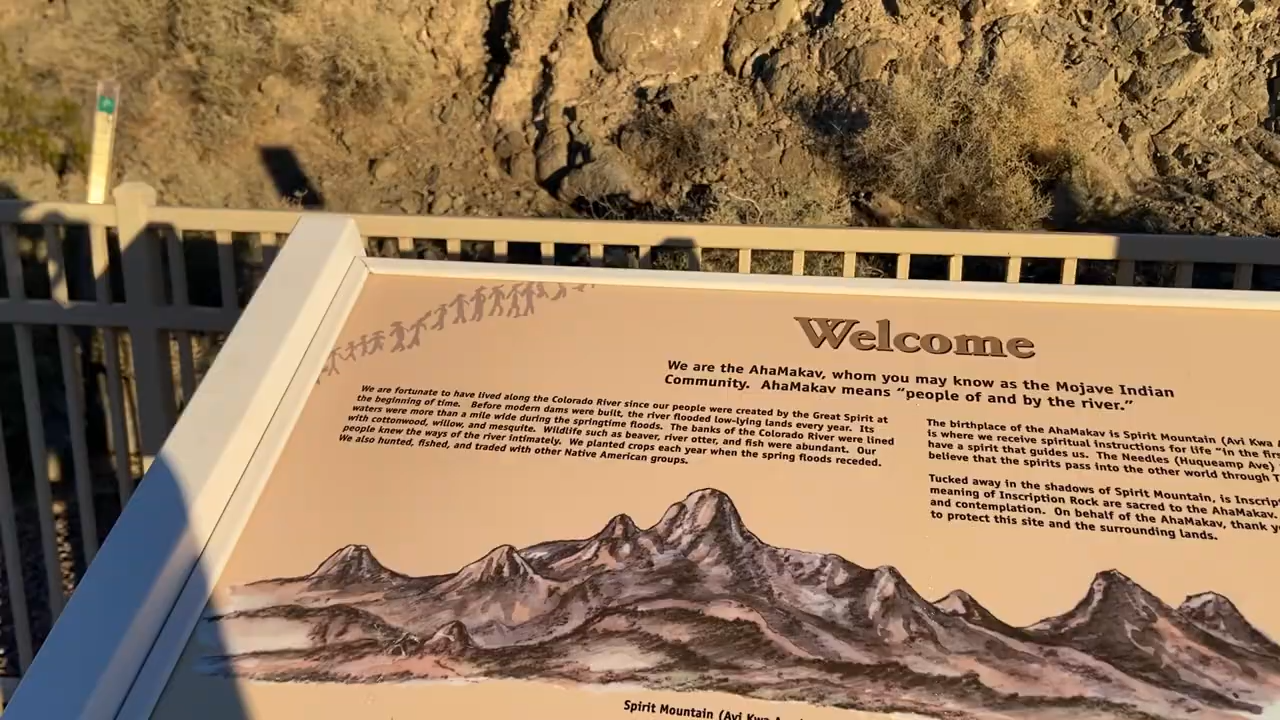 Welcome
We are the AhaMakav, whom you may know as the Mojave Indian
Community. AhaMakav means “people of and by the river.”
We are fortunate to have lived along the Colorado River since our people were created by the Great Spirit at
the beginning of time. Before modern dams were built, the river flooded low-lying lands every year. Its
waters were more than a mile wide during the springtime floods. The banks of the Colorado River were lined
with cottonwood, willow, and mesquite. Wildlife such as beaver, river otter, and fish were abundant. Our
people knew the ways of the river intimately. We planted crops each year when the spring floods receded.
We also hunted, fished, and traded with other Native American groups.
The birthplace of the AhaMakav is Spirit Mountain (Avi Kwa
is where we receive spiritual instructions for life “in the
have a spirit that guides us. The Needles (Huqueamp Ave)
believe that the spirits pass into the other world through
Tucked away in the shadows of Spirit Mountain, is
meaning of Inscription Rock are sacred to the AhaMakav.
and contemplation. On behalf of the AhaMakav, thank
to protect this site and the surrounding lands.
Spirit Mountain (Avi Kwa